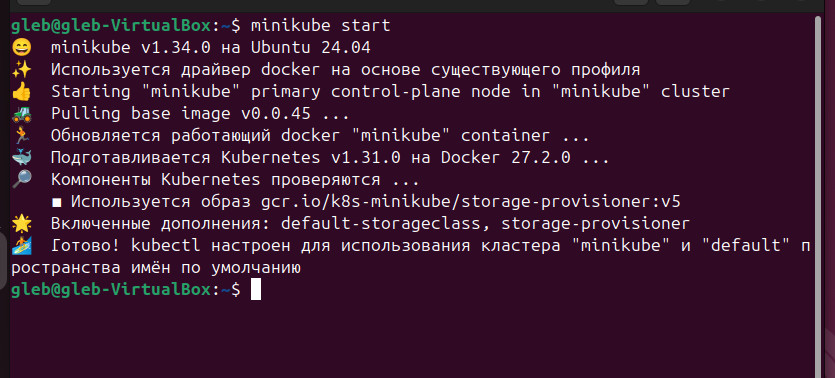 gleb@gleb-VirtualBox:~$ minikube start
😄 minikube v1.34.0 на Ubuntu 24.04
✨ Используется драйвер docker на основе существующего профиля
👍 Starting "minikube" primary control-plane node in "minikube" cluster
🚜 Pulling base image v0.0.45 ...
🏃 Обновляется работающий docker "minikube" container ...
🐳 Подготавливается Kubernetes v1.31.0 на Docker 27.2.0 ...
🔎 Компоненты Kubernetes проверяются ...
▪ Используется образ gcr.io/k8s-minikube/storage-provisioner:v5
🌟 Включенные дополнения: default-storageclass, storage-provisioner
🏄 Готово! kubectl настроен для использования кластера "minikube" и "default" п
ространства имён по умолчанию
gleb@gleb-VirtualBox:~$